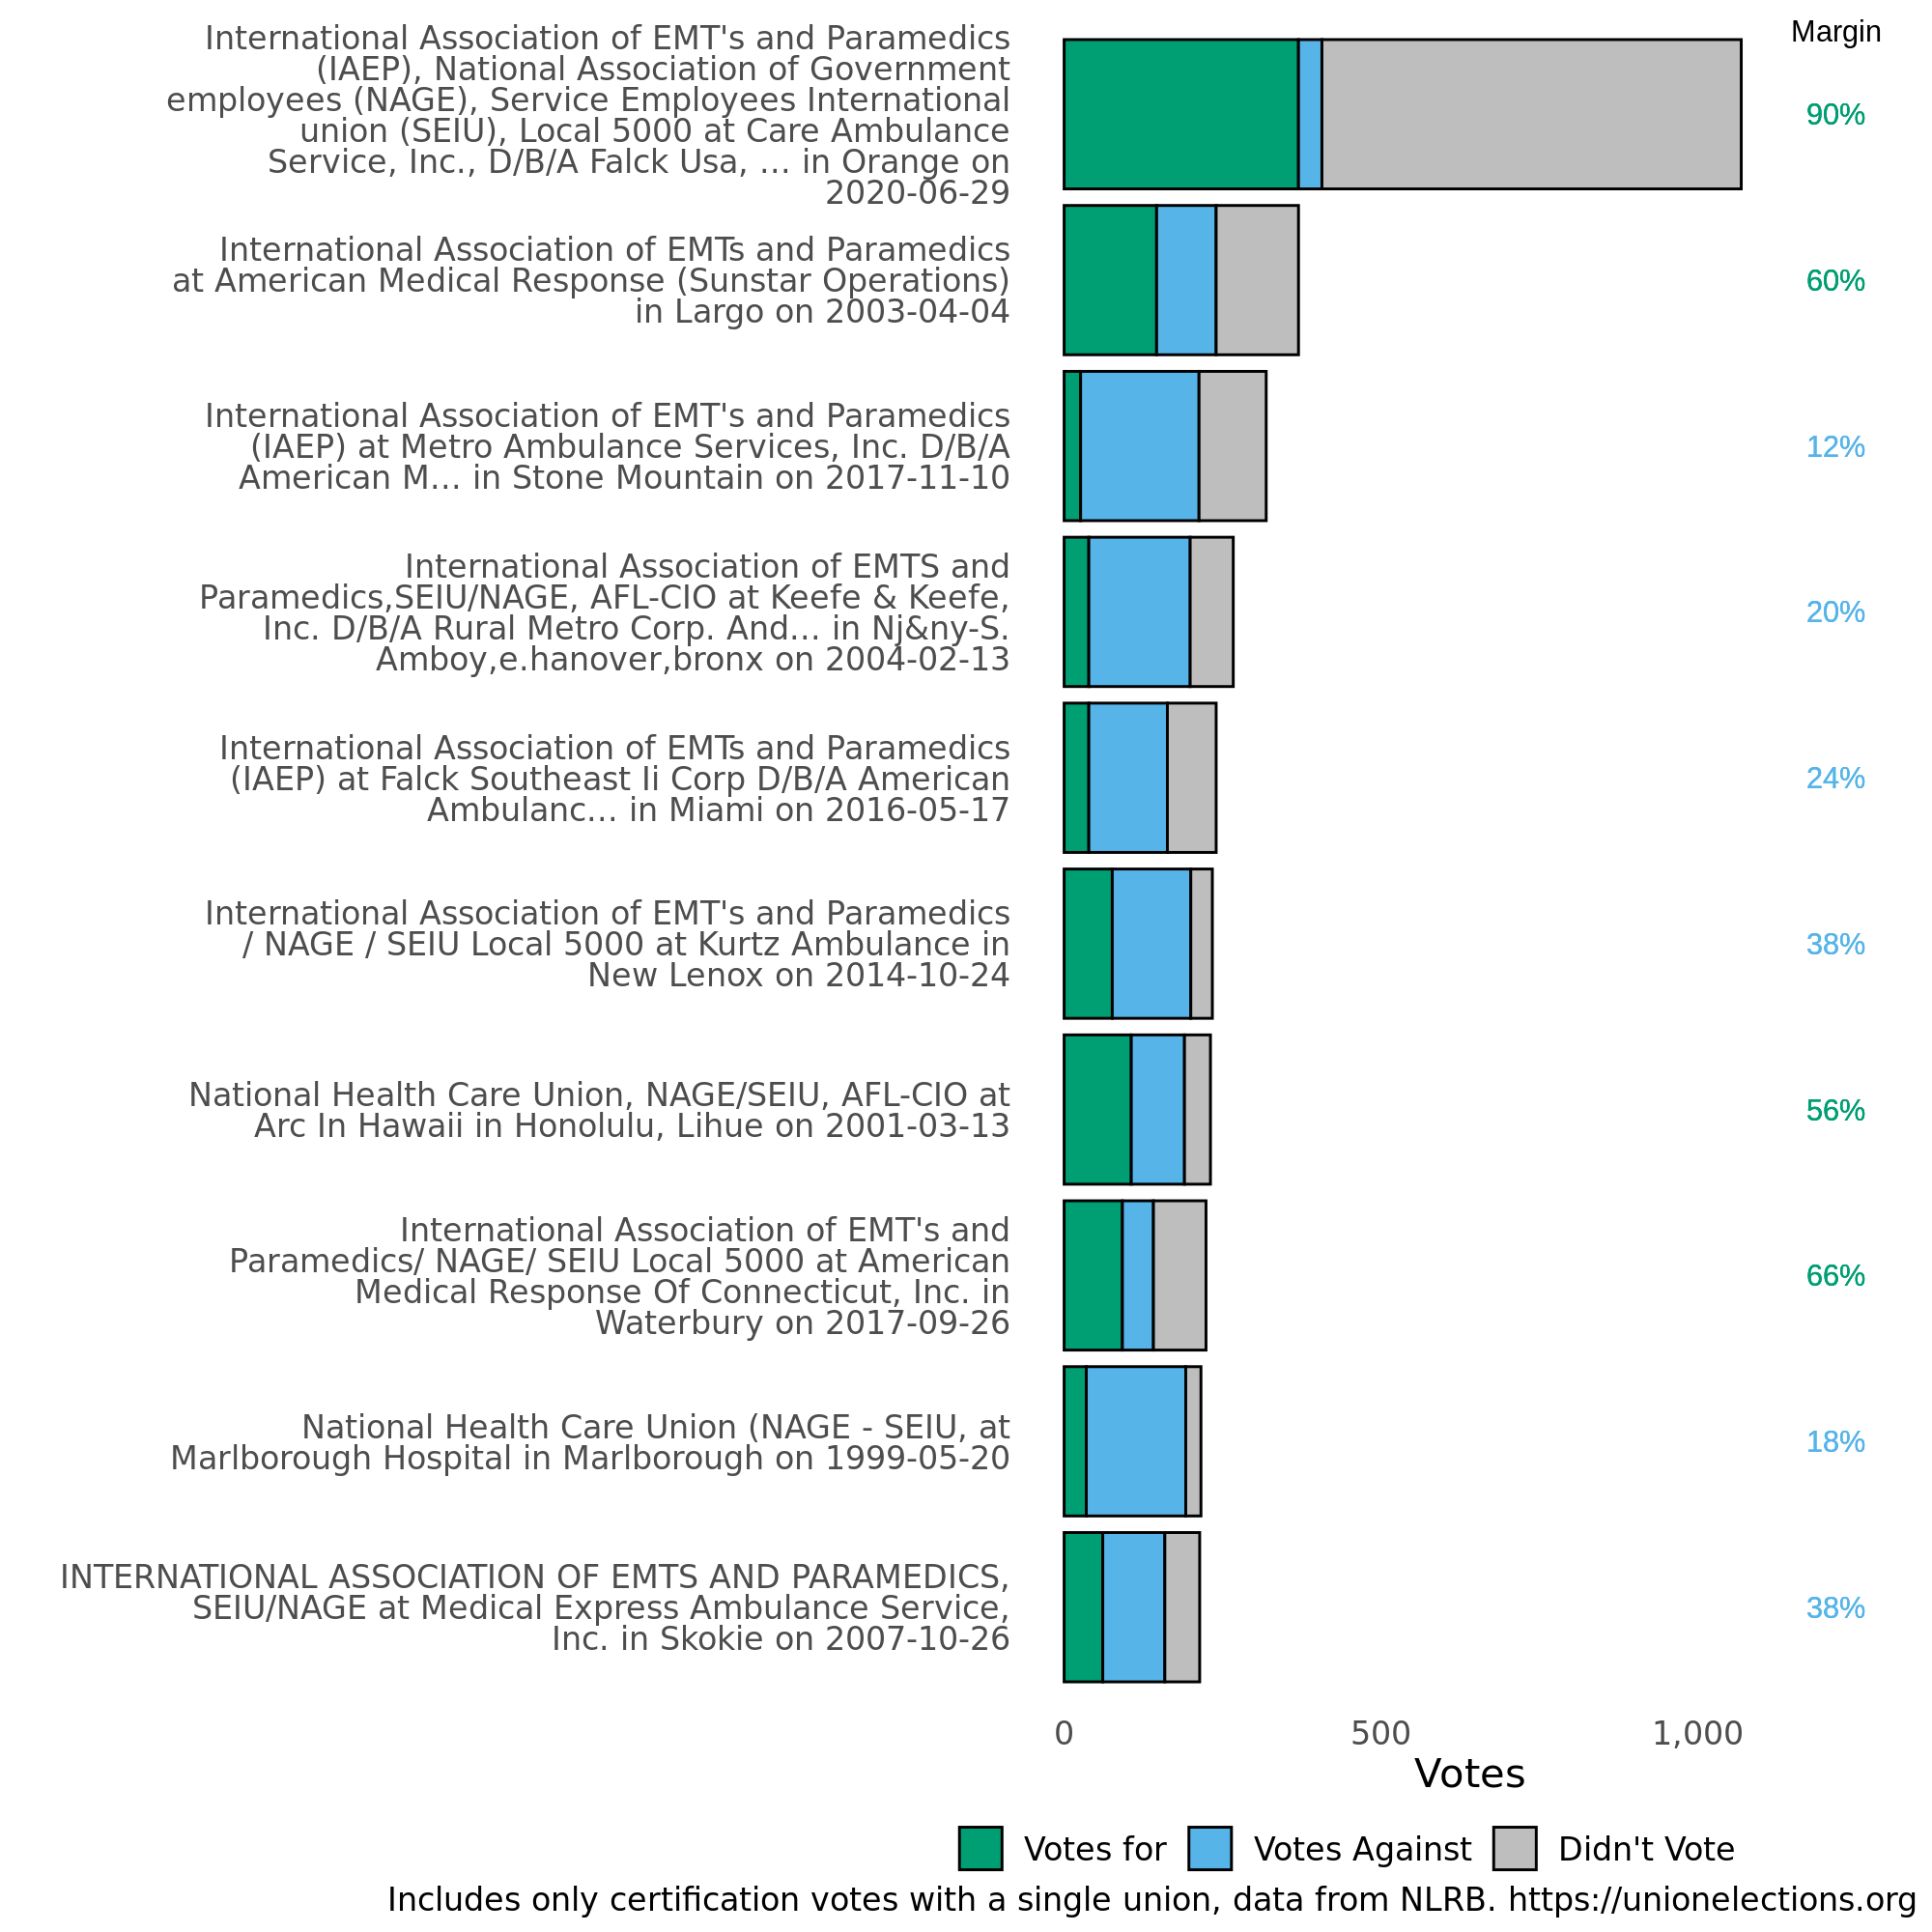 Margin
International Association of EMT's and Paramedics
(IAEP), National Association of Government
employees (NAGE), Service Employees International
union (SEIU), Local 5000 at Care Ambulance
Service, Inc., D/B/A Falck Usa, ... in Orange on
2020-06-29
90%
International Association of EMTs and Paramedics
at American Medical Response (Sunstar Operations)
in Largo on 2003-04-04
60%
International Association of EMT's and Paramedics
(IAEP) at Metro Ambulance Services, Inc. D/B/A
American M... in Stone Mountain on 2017-11-10
12%
International Association of EMTS and
Paramedics,SEIU/NAGE, AFL-CIO at Keefe & Keefe,
Inc. D/B/A Rural Metro Corp. And... in Nj&ny-S.
Amboy,e.hanover,bronx on 2004-02-13
20%
International Association of EMTs and Paramedics
(IAEP) at Falck Southeast Ii Corp D/B/A American
Ambulanc... in Miami on 2016-05-17
24%
International Association of EMT's and Paramedics
/ NAGE / SEIU Local 5000 at Kurtz Ambulance in
New Lenox on 2014-10-24
38%
National Health Care Union, NAGE/SEIU, AFL-CIO at
Arc In Hawaii in Honolulu, Lihue on 2001-03-13
56%
International Association of EMT's and
Paramedics/ NAGE/ SEIU Local 5000 at American
Medical Response Of Connecticut, Inc. in
Waterbury on 2017-09-26
66%
National Health Care Union (NAGE - SEIU, at
Marlborough Hospital in Marlborough on 1999-05-20
18%
INTERNATIONAL ASSOCIATION OF EMTS AND PARAMEDICS,
SEIU/NAGE at Medical Express Ambulance Service,
Inc. in Skokie on 2007-10-26
38%
0 500 1,000
Votes
Votes for Votes Against Didn't Vote
Includes only certification votes with a single union, data from NLRB. https://unionelections.org